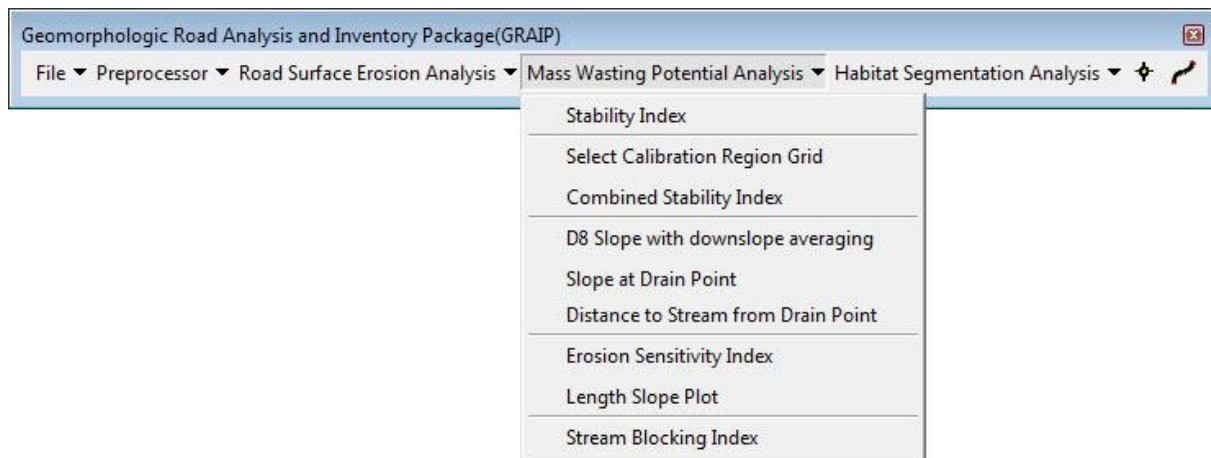 Geomorphologic Road Analysis and Inventory Package(GRAIP)
File Preprocessor Road Surface Erosion Analysis Mass Wasting Potential Analysis Habitat Segmentation Analysis
Stability Index
Select Calibration Region Grid
Combined Stability Index
D8 Slope with downslope averaging
Slope at Drain Point
Distance to Stream from Drain Point
Erosion Sensitivity Index
Length Slope Plot
Stream Blocking Index